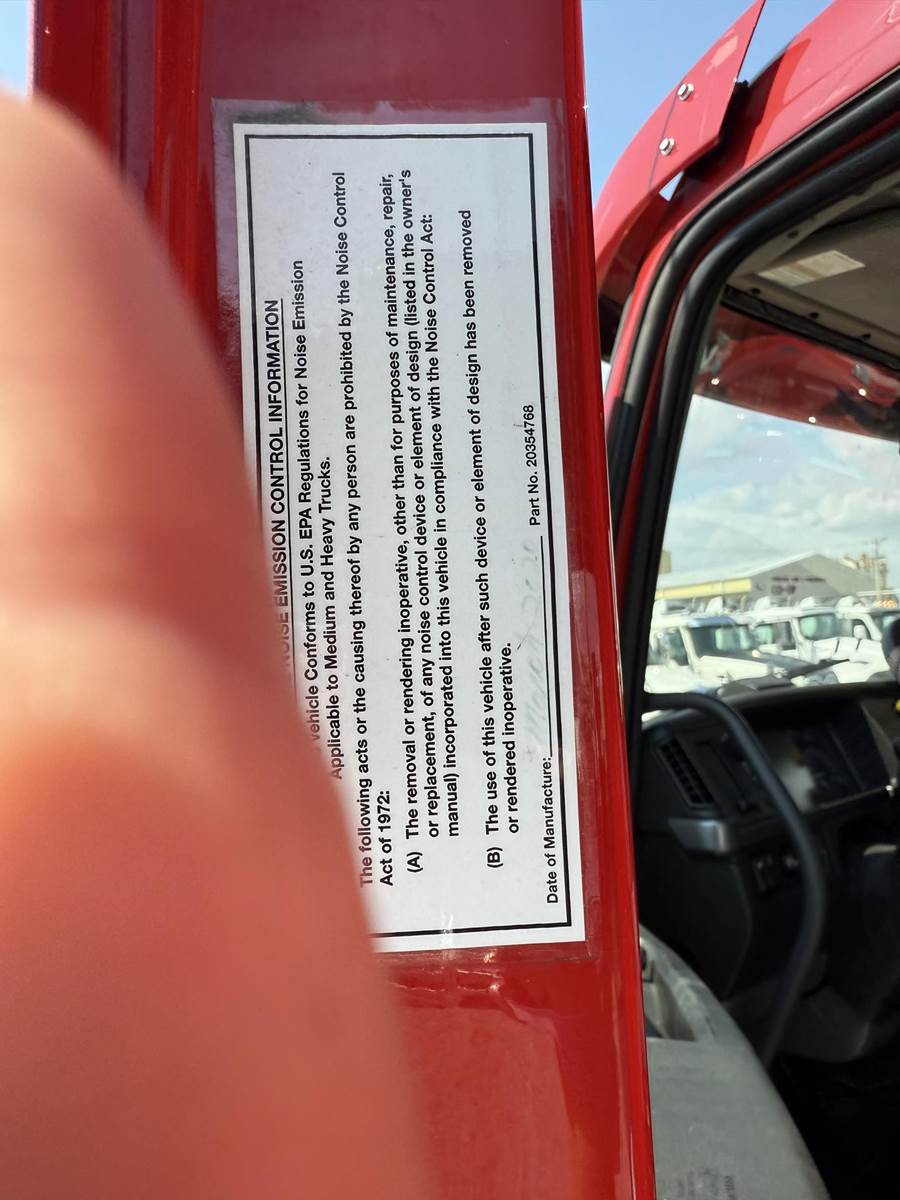 NOISE EMISSION CONTROL INFORMATION
Vehicle Conforms to U.S. EPA Regulations for Noise Emission
Applicable to Medium and Heavy Trucks.
The following acts or the causing thereof by any person are prohibited by the Noise Control
Act of 1972:
(A) The removal or rendering inoperative, other than for purposes of maintenance, repair,
or replacement, of any noise control device or element of design (listed in the owner's
manual) incorporated into this vehicle in compliance with the Noise Control Act:
(B) The use of this vehicle after such device or element of design has been removed
or rendered inoperative.
Date of Manufacture: Part No. 20354768